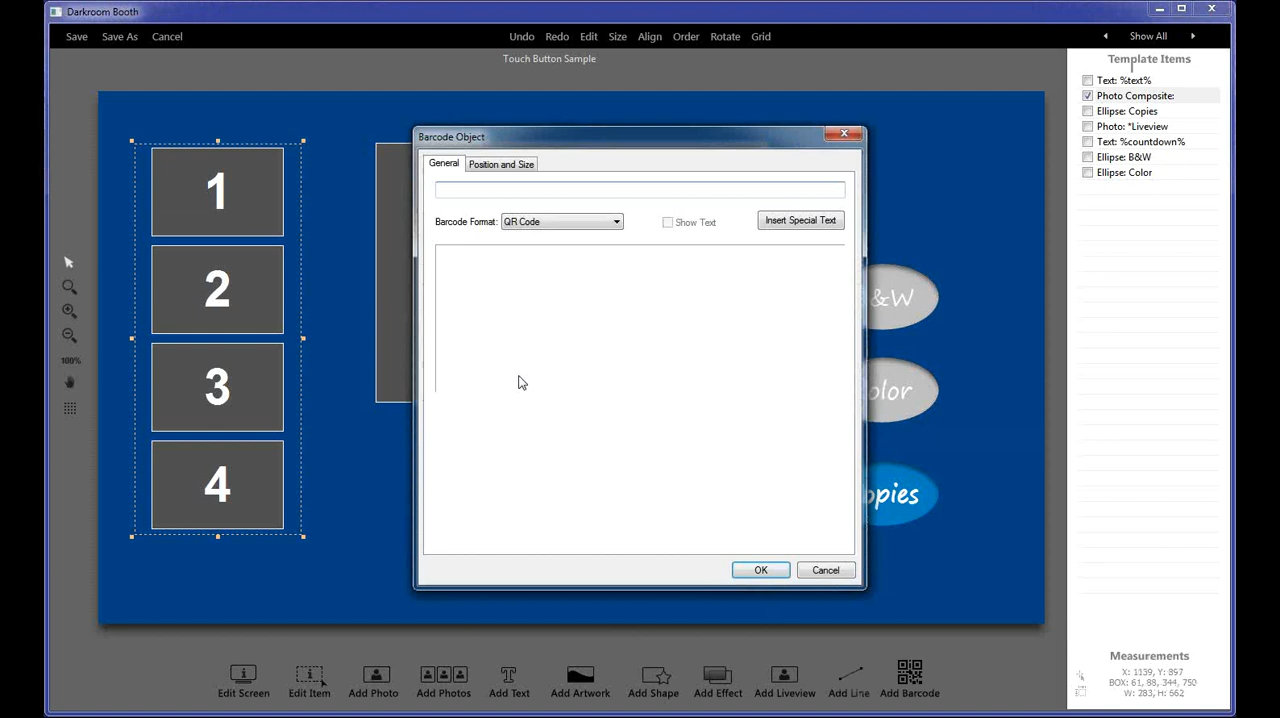 Darkroom Booth
Save Save As Cancel Undo Redo Edit Size Align Order Rotate Grid Show All
Touch Button Sample
Template Items
Text: %text%
Photo Composite:
Ellipse: Copies
Photo: *Liveview
Text: %countdown%
Ellipse: B&W
Ellipse: Color
Barcode Object
General Position and Size
Barcode Format: QR Code Show Text Insert Special Text
OK Cancel
1
2
3
4
&W
olor
opies
100%
Edit Screen Edit Item Add Photo Add Photos Add Text Add Artwork Add Shape Add Effect Add Liveview Add Line Add Barcode
Measurements
X: 1139, Y: 897
BOX: 61, 88, 344, 750
W: 283, H: 662